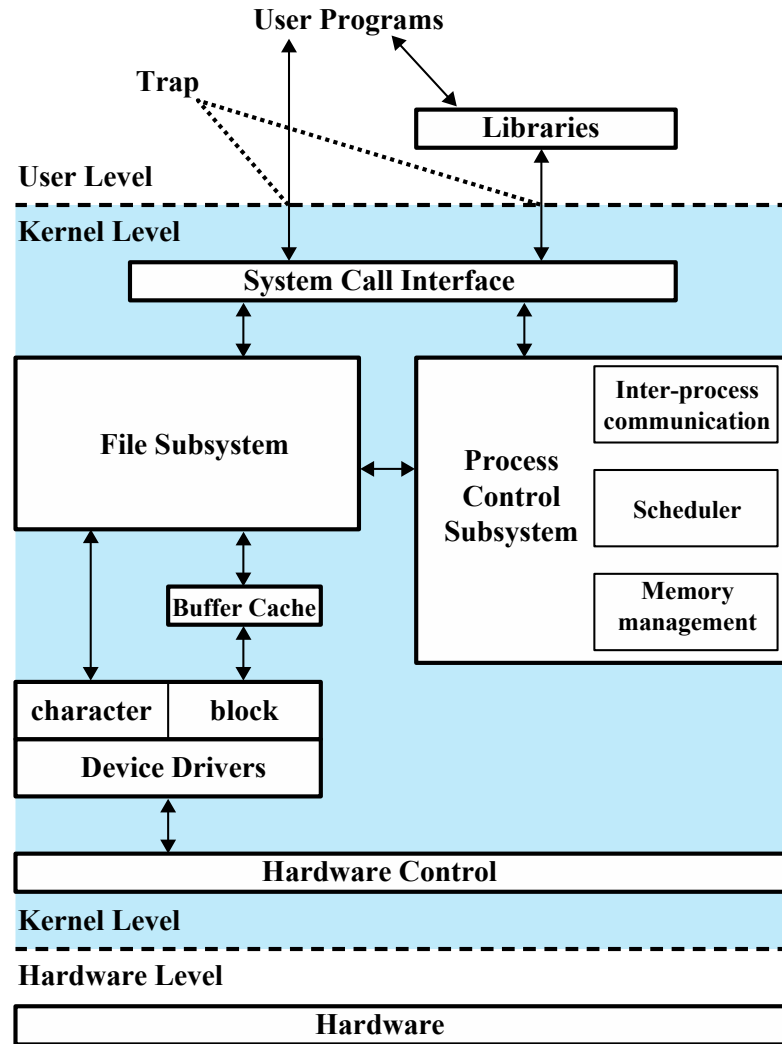 User Programs
Trap
Libraries
User Level
Kernel Level
System Call Interface
File Subsystem
Process
Control
Subsystem
Inter-process
communication
Scheduler
Memory
management
Buffer Cache
character
block
Device Drivers
Hardware Control
Kernel Level
Hardware Level
Hardware